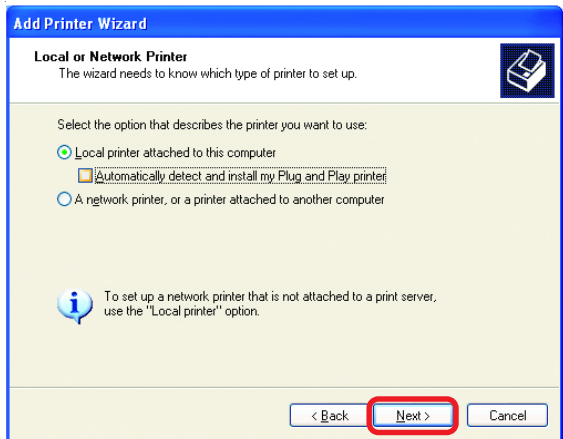 Add Printer Wizard
Local or Network Printer
The wizard needs to know which type of printer to set up.
Select the option that describes the printer you want to use:
Local printer attached to this computer
Automatically detect and install my Plug and Play printer
A network printer, or a printer attached to another computer
To set up a network printer that is not attached to a print server,
use the "Local printer" option.
< Back Next > Cancel